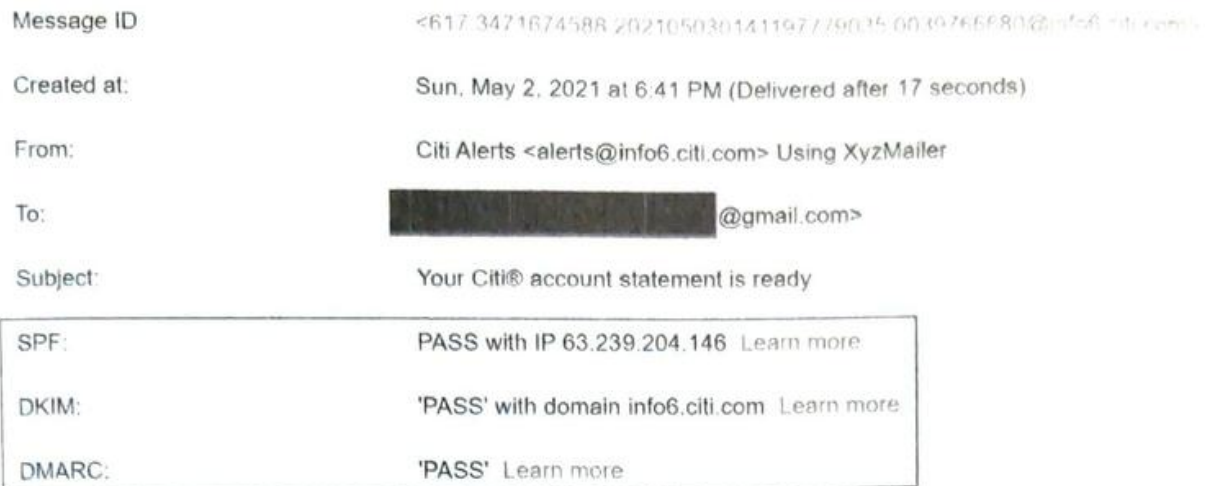 Message ID
Created at: Sun, May 2, 2021 at 6:41 PM (Delivered after 17 seconds)
From: Citi Alerts <alerts@info6.citi.com> Using XyzMailer
To: @gmail.com>
Subject: Your Citi® account statement is ready
SPF: PASS with IP 63.239.204.146 Learn more
DKIM: 'PASS' with domain info6.citi.com Learn more
DMARC: 'PASS' Learn more